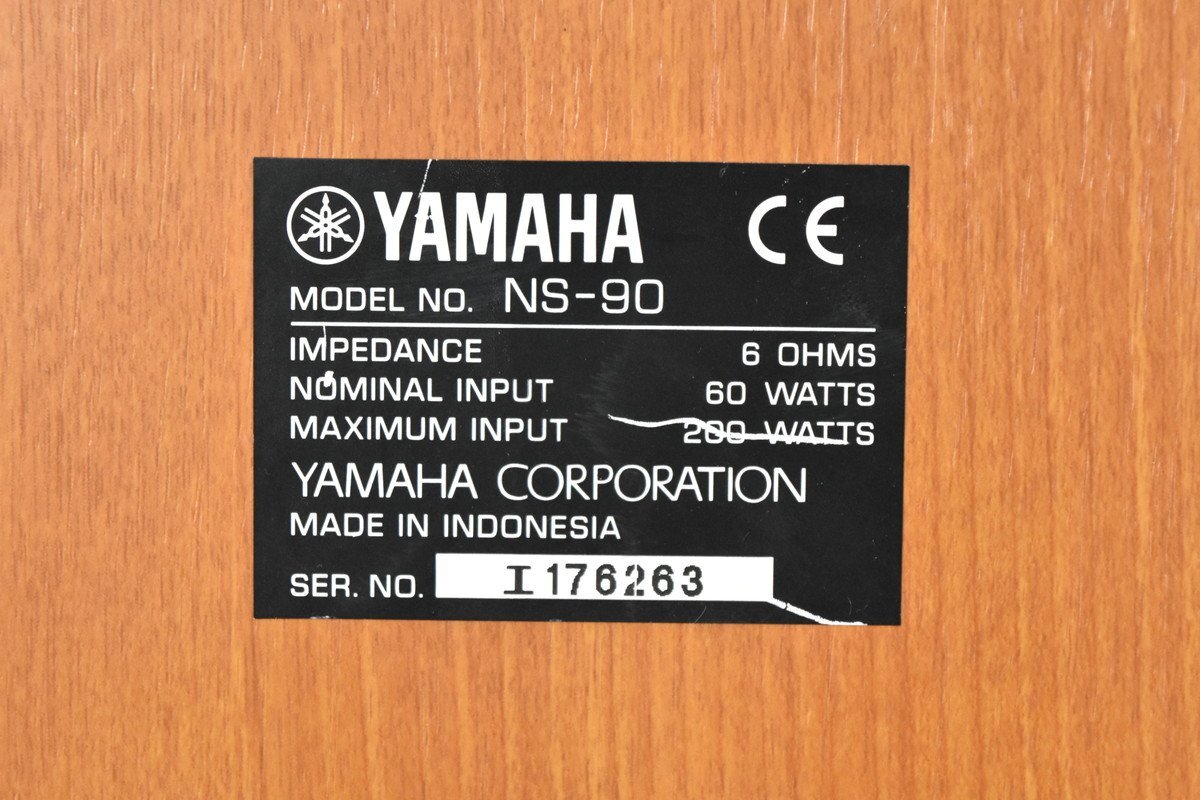 YAMAHA CE
MODEL NO. NS-90
IMPEDANCE 6 OHMS
NOMINAL INPUT 60 WATTS
MAXIMUM INPUT 200 WATTS
YAMAHA CORPORATION
MADE IN INDONESIA
SER. NO. I176263